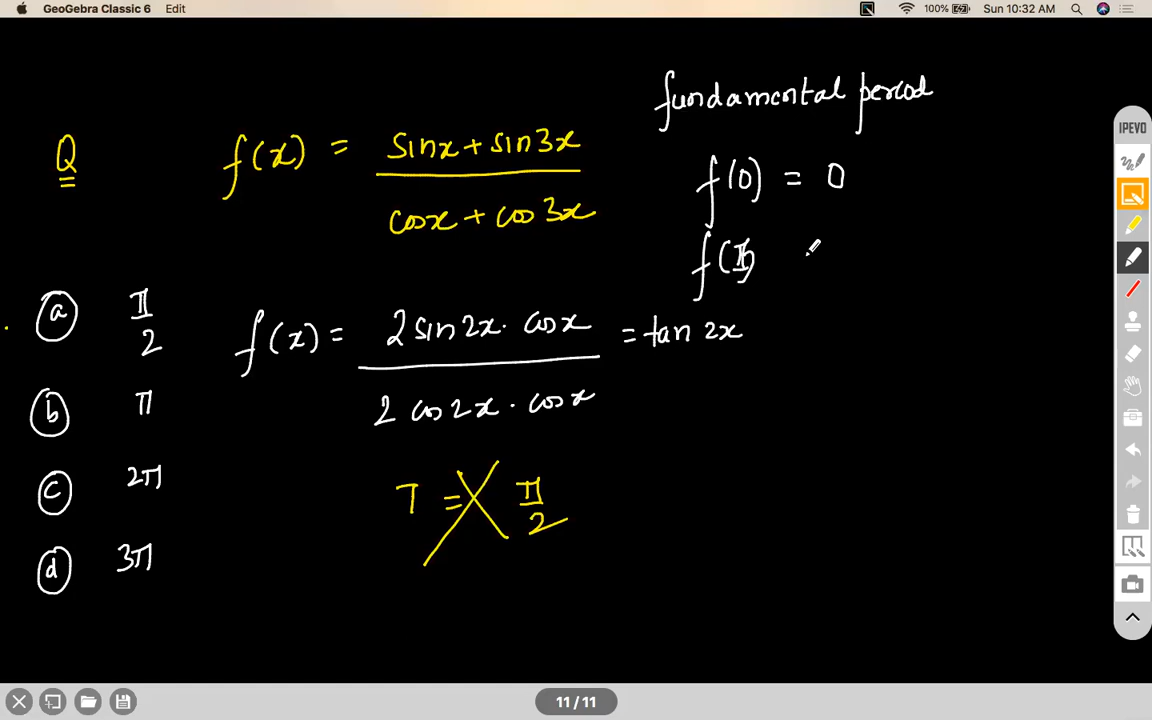 GeoGebra Classic 6 Edit
100% Sun 10:32 AM
fundamental period
Q f(x) = sinx + sin3x / cosx + cos3x
f(0) = 0
f(
(a) π/2
f(x) = 2 sin2x · cosx / 2 cos2x · cosx = tan 2x
(b) π
(c) 2π
T = π/2
(d) 3π
IPEVO
11 / 11